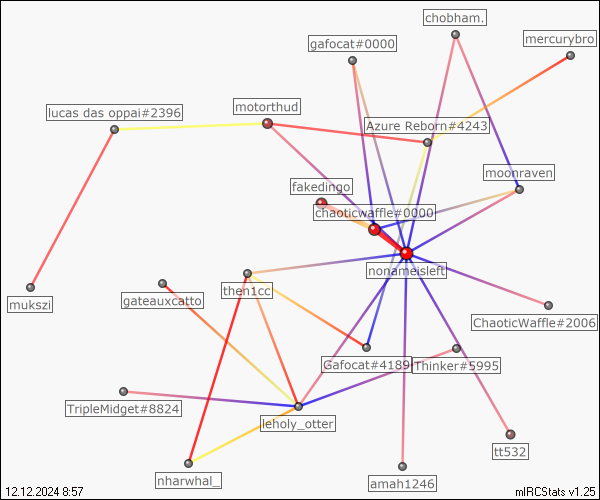 chobham.
mercurybro
gafocat#0000
motorthud
lucas das oppai#2396
Azure Reborn#4243
moonraven
fakedingo
chaoticwaffle#0000
nonameisleft
then1cc
gateauxcatto
mukszi
ChaoticWaffle#2006
Gafocat#4189
Thinker#5995
TripleMidget#8824
leholy_otter
tt532
nharwhal_
amah1246
12.12.2024 8:57
mIRCStats v1.25